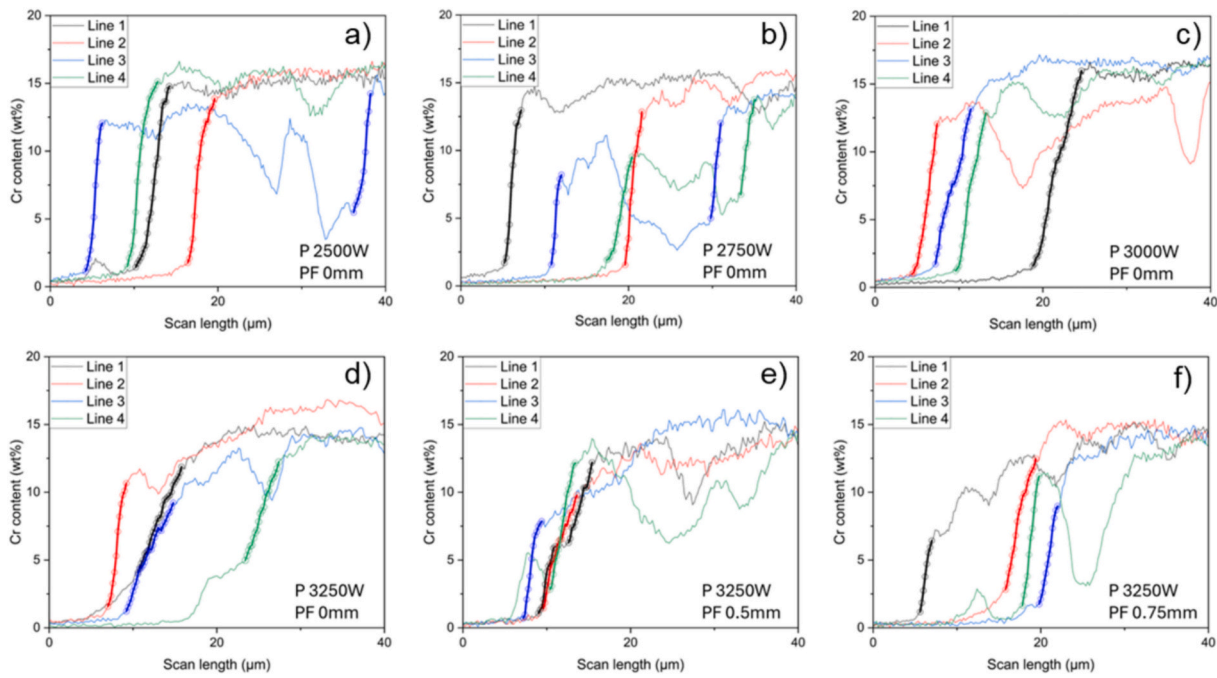 Line 1
Line 2
Line 3
Line 4
a)
P 2500W
PF 0mm
Cr content (wt%)
0 5 10 15 20
0 20 40
Scan length (µm)
Line 1
Line 2
Line 3
Line 4
b)
P 2750W
PF 0mm
Cr content (wt%)
0 5 10 15 20
0 20 40
Scan length (µm)
Line 1
Line 2
Line 3
Line 4
c)
P 3000W
PF 0mm
Cr content (wt%)
0 5 10 15 20
0 20 40
Scan length (µm)
Line 1
Line 2
Line 3
Line 4
d)
P 3250W
PF 0mm
Cr content (wt%)
0 5 10 15 20
0 20 40
Scan length (µm)
Line 1
Line 2
Line 3
Line 4
e)
P 3250W
PF 0.5mm
Cr content (wt%)
0 5 10 15 20
0 20 40
Scan length (µm)
Line 1
Line 2
Line 3
Line 4
f)
P 3250W
PF 0.75mm
Cr content (wt%)
0 5 10 15 20
0 20 40
Scan length (µm)